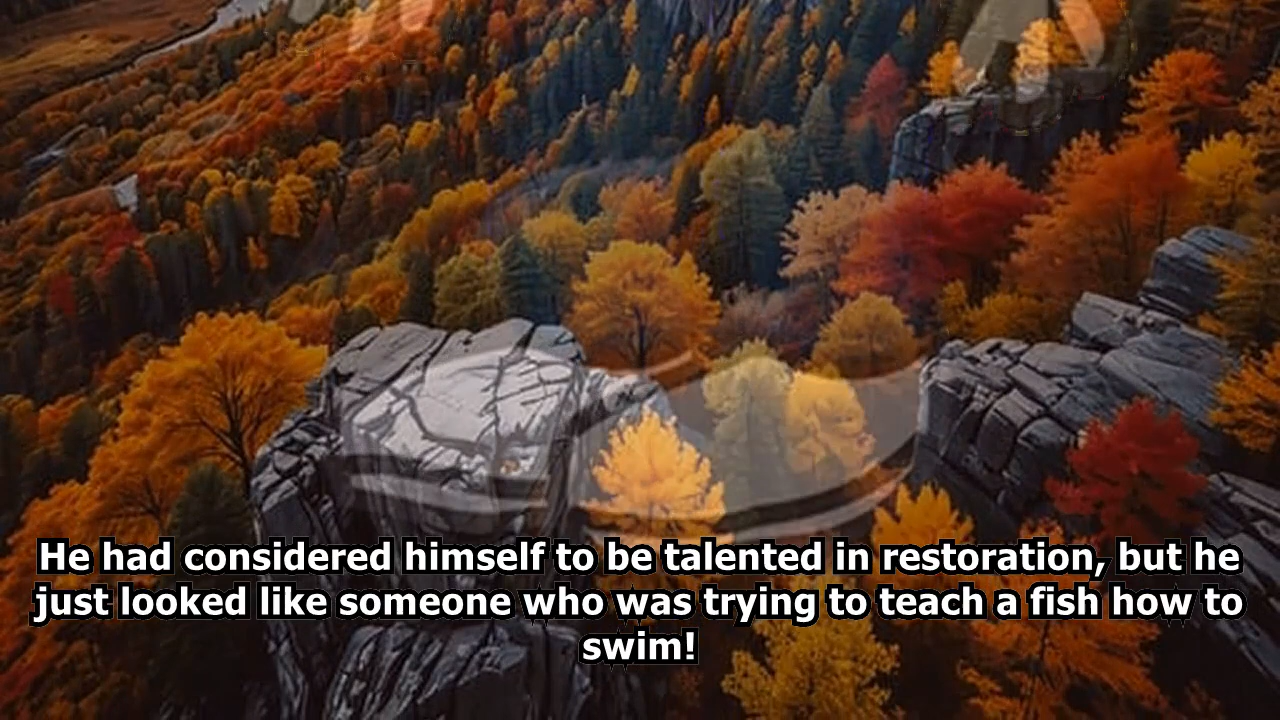 He had considered himself to be talented in restoration, but he
just looked like someone who was trying to teach a fish how to
swim!